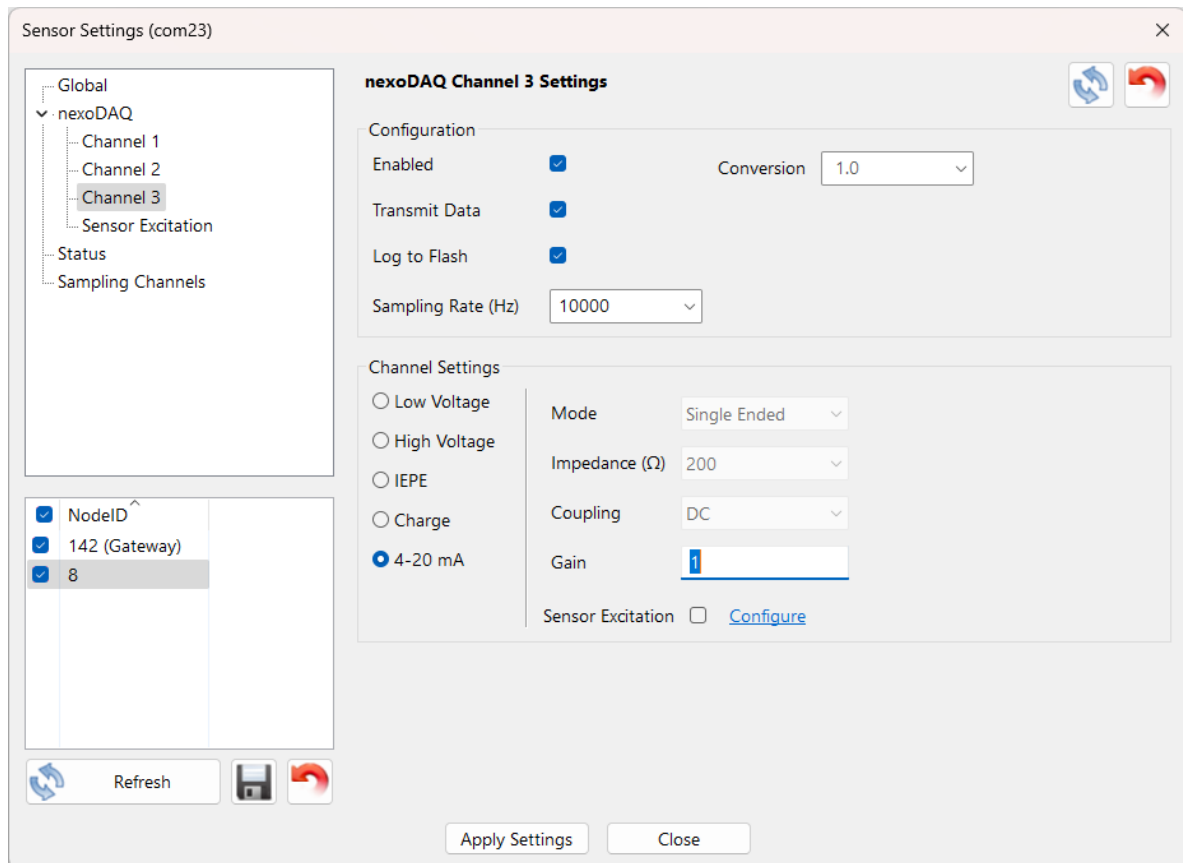 Sensor Settings (com23)
Global
nexoDAQ
Channel 1
Channel 2
Channel 3
Sensor Excitation
Status
Sampling Channels
NodeID
142 (Gateway)
8
Refresh
nexoDAQ Channel 3 Settings
Configuration
Enabled
Conversion 1.0
Transmit Data
Log to Flash
Sampling Rate (Hz) 10000
Channel Settings
Low Voltage
High Voltage
IEPE
Charge
4-20 mA
Mode Single Ended
Impedance (Ω) 200
Coupling DC
Gain 1
Sensor Excitation Configure
Apply Settings Close